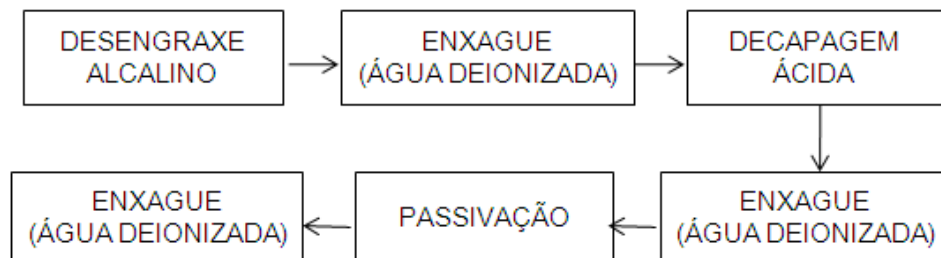 DESENGRAXE
ALCALINO
ENXAGUE
(ÁGUA DEIONIZADA)
DECAPAGEM
ÁCIDA
ENXAGUE
(ÁGUA DEIONIZADA)
PASSIVAÇÃO
ENXAGUE
(ÁGUA DEIONIZADA)